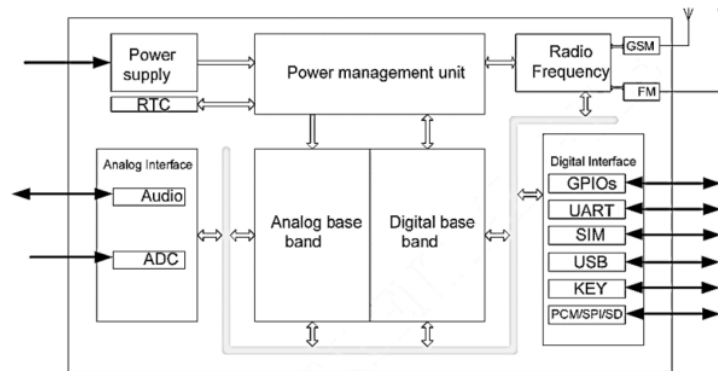 Power
supply
RTC
Power management unit
Radio
Frequency
GSM
FM
Analog Interface
Audio
ADC
Analog base
band
Digital base
band
Digital Interface
GPIOs
UART
SIM
USB
KEY
PCM/SPI/SD